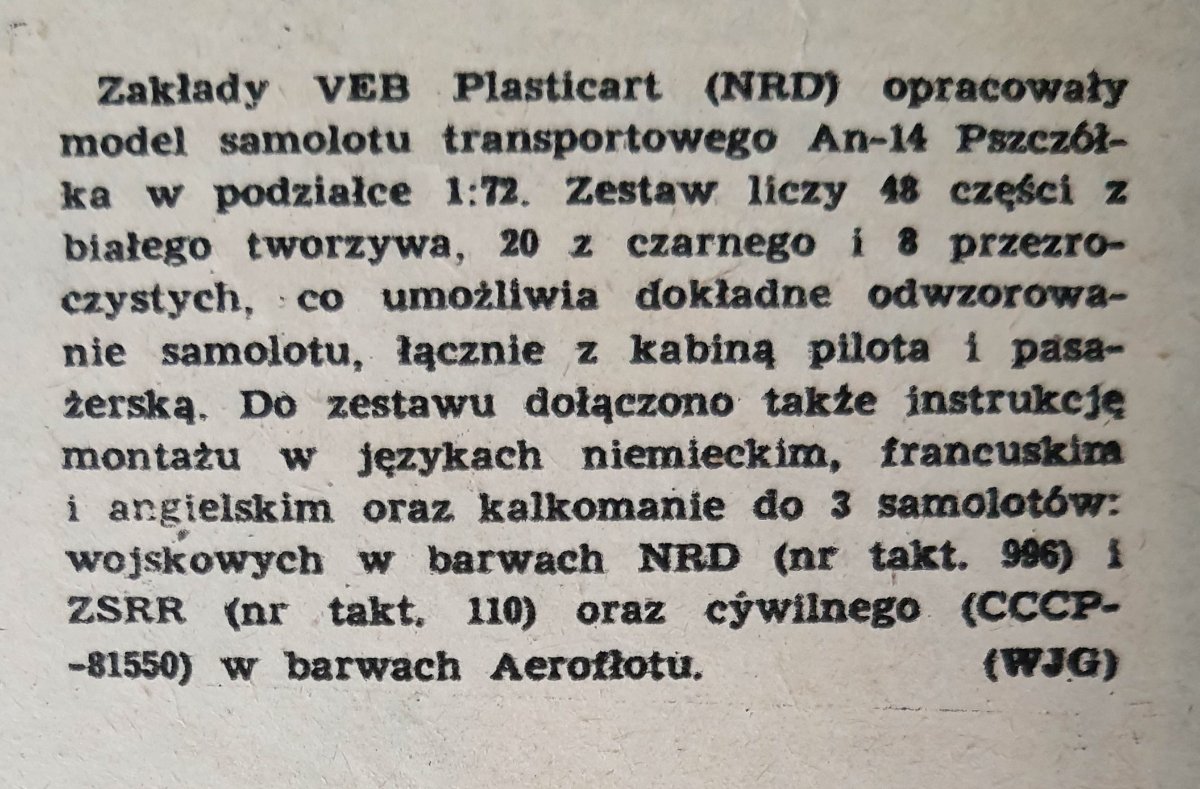 Zakłady VEB Plasticart (NRD) opracowały
model samolotu transportowego An-14 Pszczół-
ka w podziałce 1:72. Zestaw liczy 48 części z
białego tworzywa, 20 z czarnego i 8 przezro-
czystych, co umożliwia dokładne odwzorowa-
nie samolotu, łącznie z kabiną pilota i pasa-
żerską. Do zestawu dołączono także instrukcję
montażu w językach niemieckim, francuskim
i angielskim oraz kalkomanie do 3 samolotów:
wojskowych w barwach NRD (nr takt. 996) i
ZSRR (nr takt. 110) oraz cywilnego (CCCP-
-81550) w barwach Aerofłotu. (WJG)